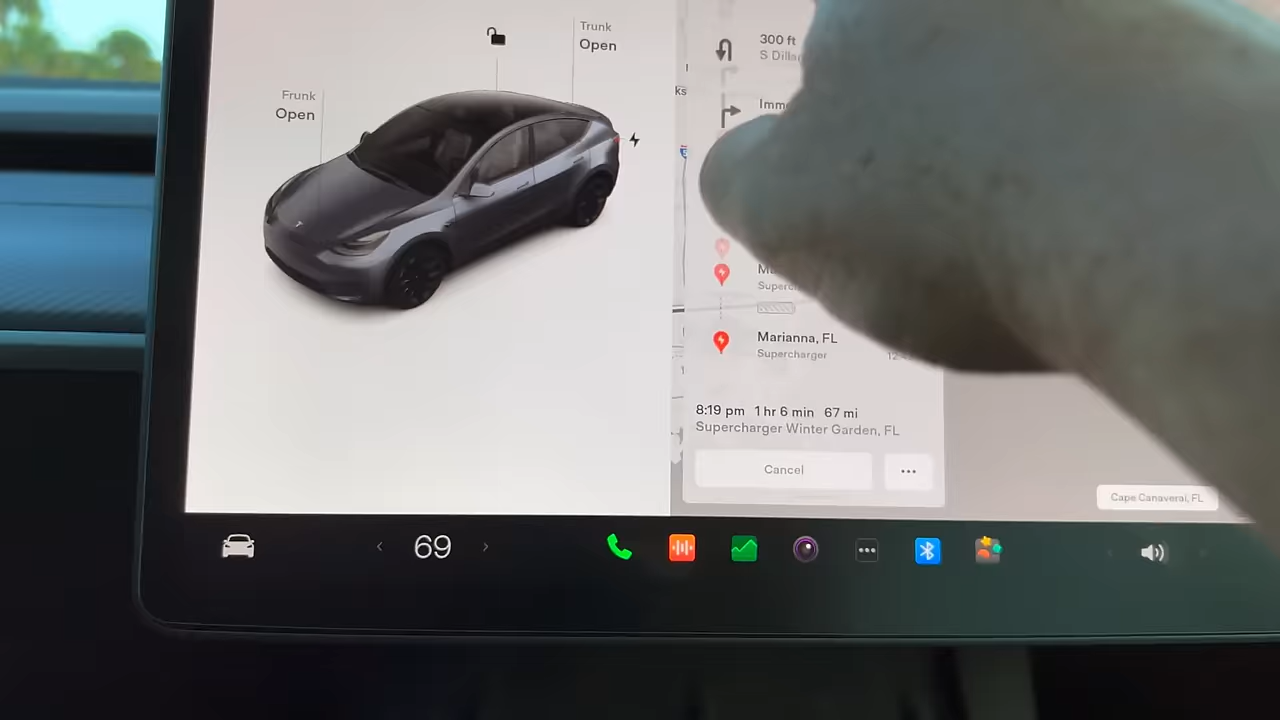 Trunk
Open
Frunk
Open
300 ft
S
Supercharger Winter Garden, FL
Marianna, FL
Supercharger
8:19 pm 1 hr 6 min 67 mi
Cancel
Cape Canaveral, FL
69